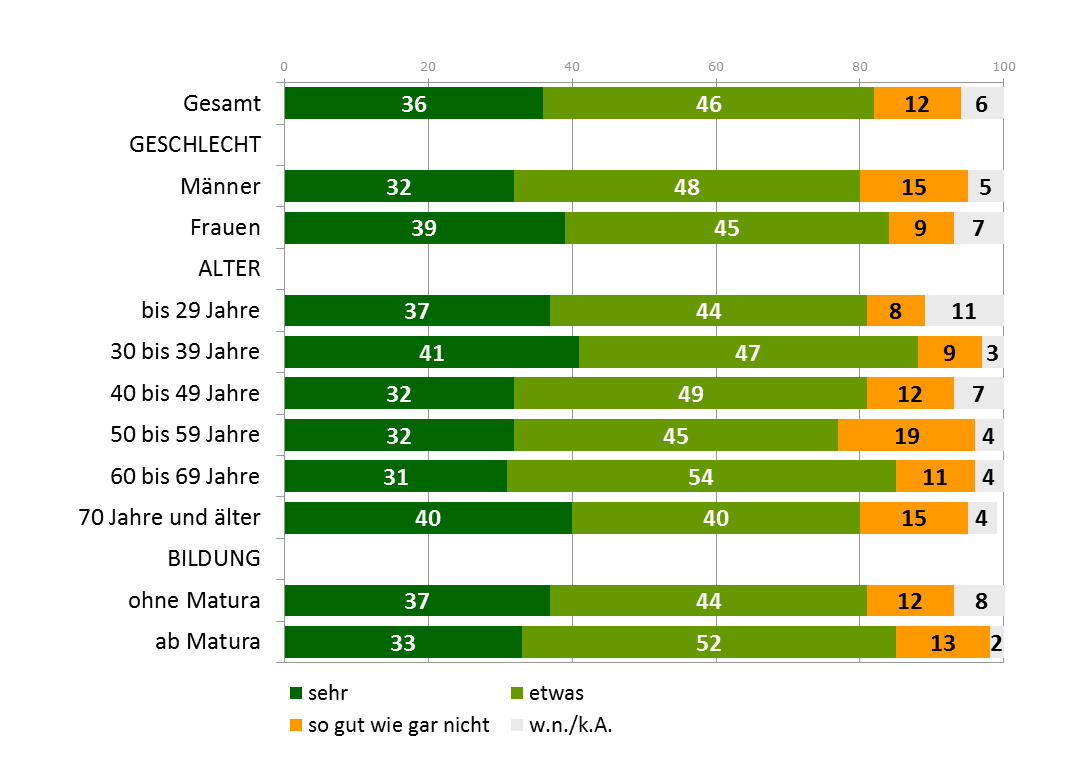 0 20 40 60 80 100
Gesamt 36 46 12 6
GESCHLECHT
Männer 32 48 15 5
Frauen 39 45 9 7
ALTER
bis 29 Jahre 37 44 8 11
30 bis 39 Jahre 41 47 9 3
40 bis 49 Jahre 32 49 12 7
50 bis 59 Jahre 32 45 19 4
60 bis 69 Jahre 31 54 11 4
70 Jahre und älter 40 40 15 4
BILDUNG
ohne Matura 37 44 12 8
ab Matura 33 52 13 2
sehr etwas
so gut wie gar nicht w.n./k.A.